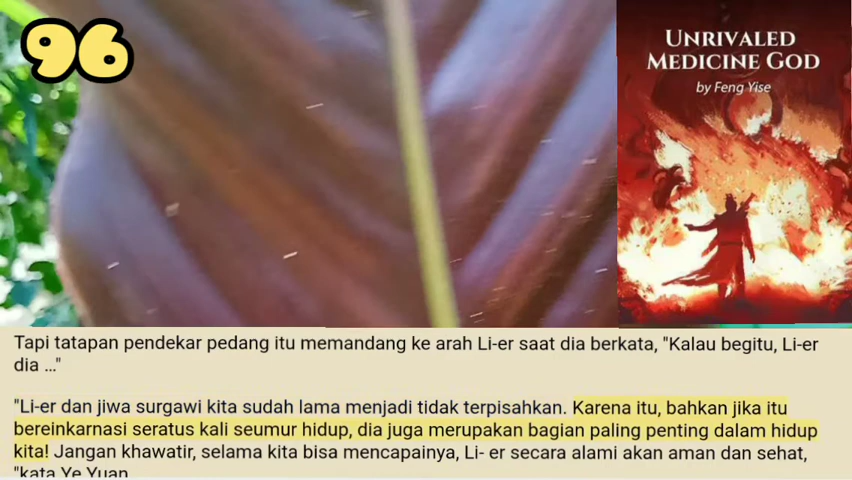 96
UNRIVALED
MEDICINE GOD
by Feng Yise
Tapi tatapan pendekar pedang itu memandang ke arah Li-er saat dia berkata, "Kalau begitu, Li-er
dia ..."
"Li-er dan jiwa surgawi kita sudah lama menjadi tidak terpisahkan. Karena itu, bahkan jika itu
bereinkarnasi seratus kali seumur hidup, dia juga merupakan bagian paling penting dalam hidup
kita! Jangan khawatir, selama kita bisa mencapainya, Li- er secara alami akan aman dan sehat,
"kata Ye Yuan